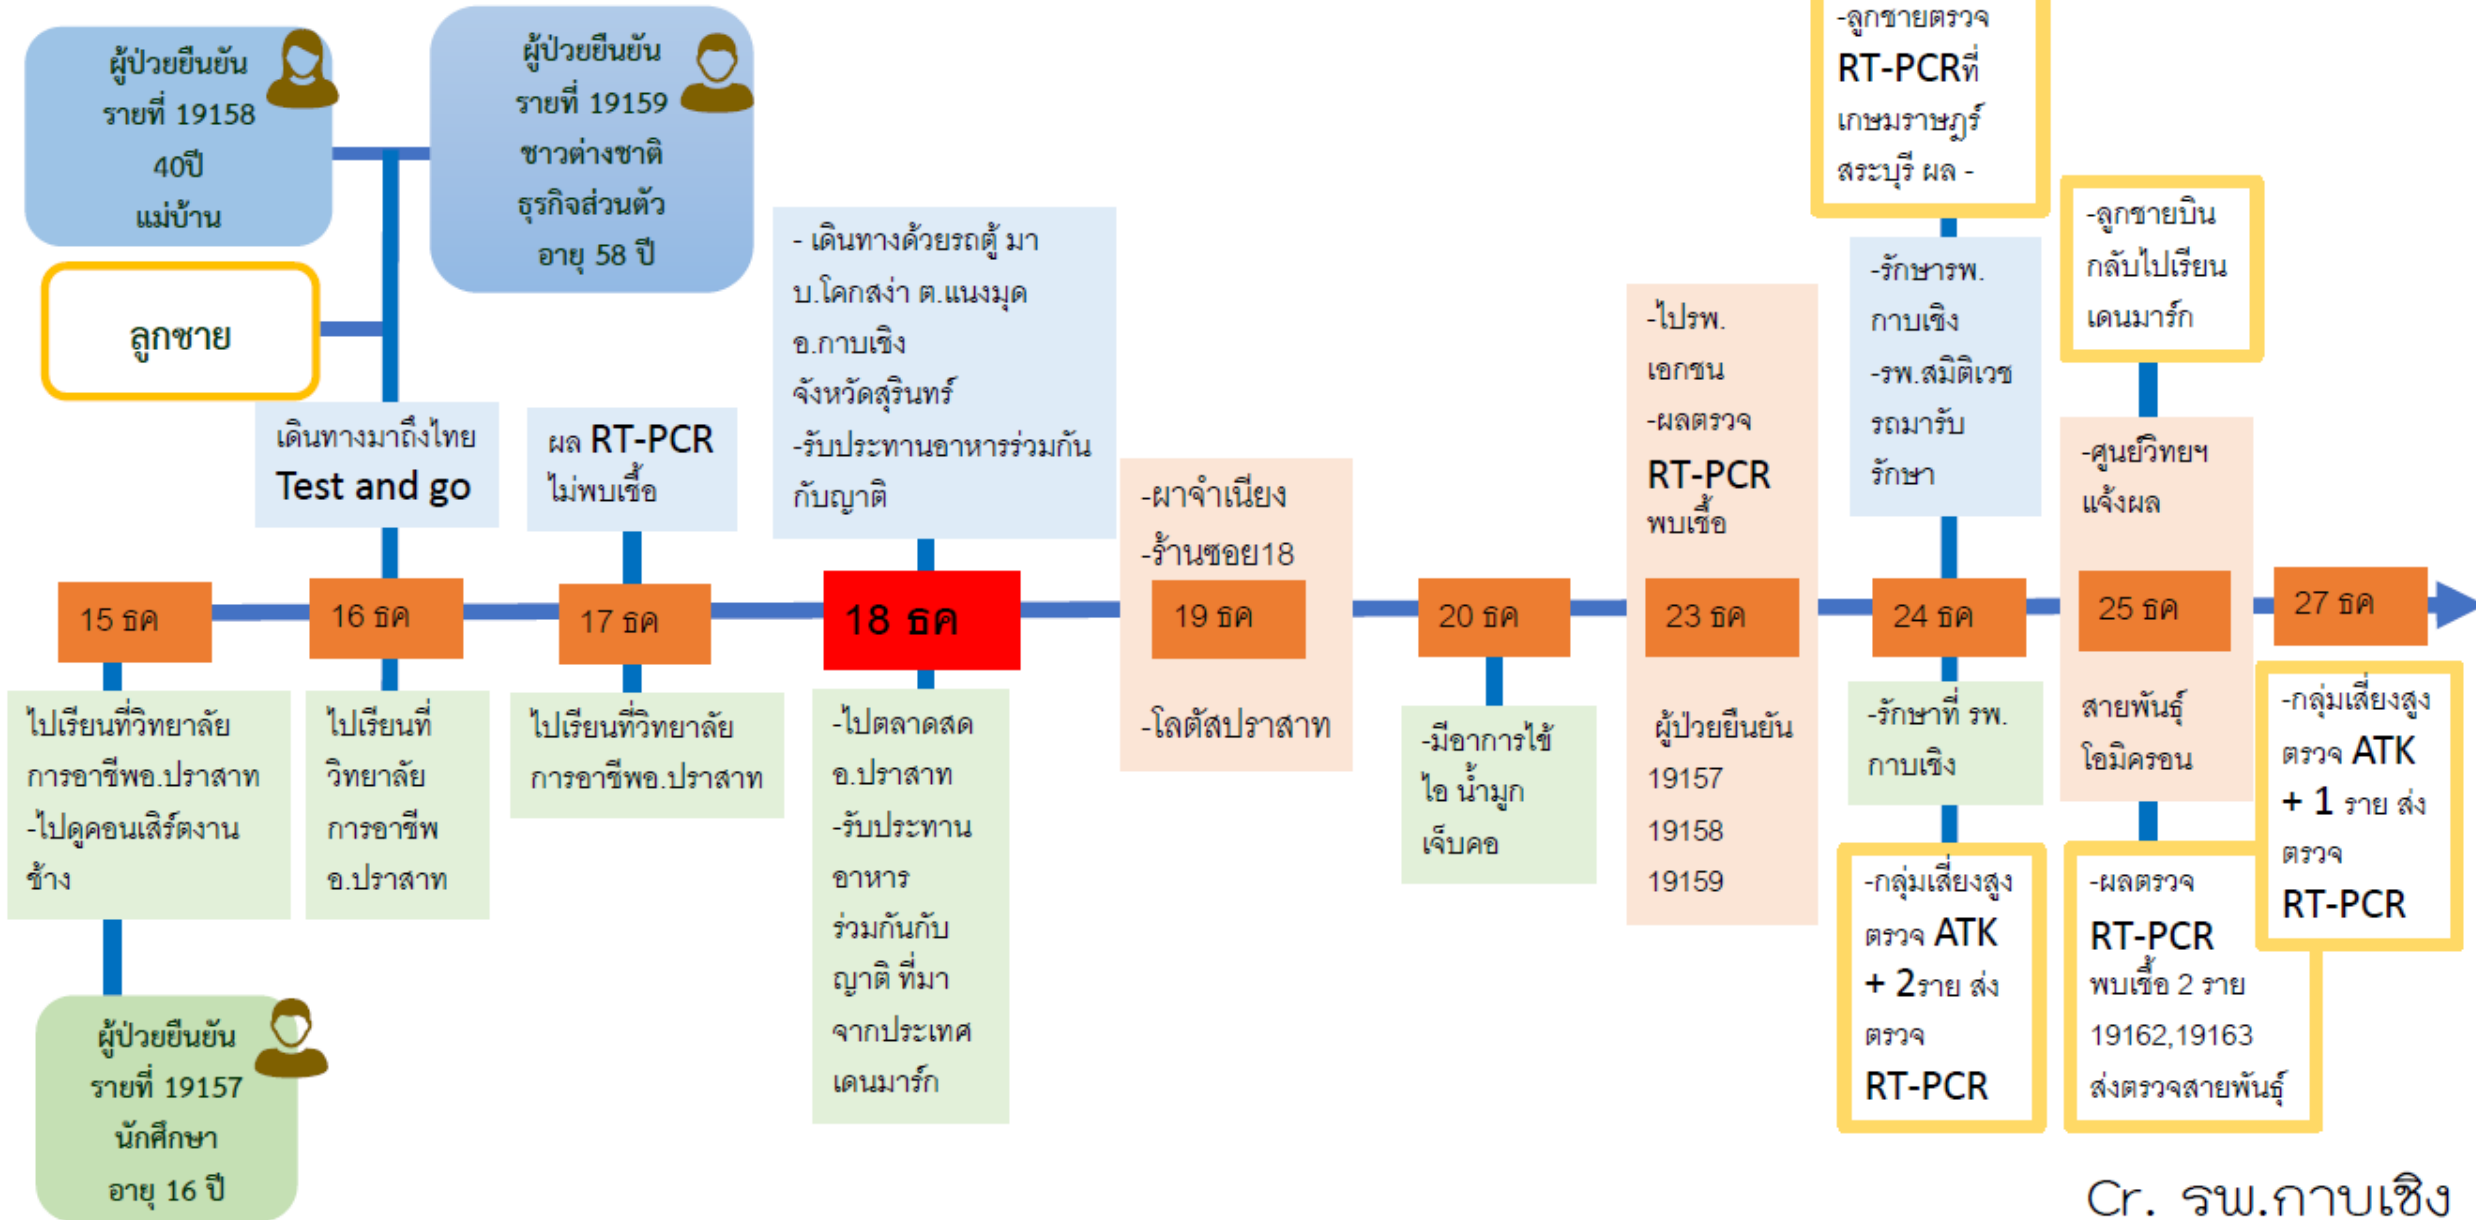 ผู้ป่วยยืนยัน
รายที่ 19158
40ปี
แม่บ้าน
ผู้ป่วยยืนยัน
รายที่ 19159
ชาวต่างชาติ
ธุรกิจส่วนตัว
อายุ 58 ปี
ลูกชาย
เดินทางมาถึงไทย
Test and go
ผล RT-PCR
ไม่พบเชื้อ
- เดินทางด้วยรถตู้ มา
บ.โคกสง่า ต.แนงมุด
อ.กาบเชิง
จังหวัดสุรินทร์
-รับประทานอาหารร่วมกัน
กับญาติ
-ผาจำเนียง
-ร้านซอย18
-โลตัสปราสาท
-ไปรพ.
เอกชน
-ผลตรวจ
RT-PCR
พบเชื้อ
-ลูกชายตรวจ
RT-PCRที่
เกษมราษฎร์
สระบุรี ผล -
-รักษารพ.
กาบเชิง
-รพ.สมิติเวช
รถมารับ
รักษา
-ลูกชายบิน
กลับไปเรียน
เดนมาร์ก
-ศูนย์วิทยฯ
แจ้งผล
15 ธค
16 ธค
17 ธค
18 ธค
19 ธค
20 ธค
23 ธค
24 ธค
25 ธค
27 ธค
ไปเรียนที่วิทยาลัย
การอาชีพอ.ปราสาท
-ไปดูคอนเสิร์ตงาน
ช้าง
ไปเรียนที่
วิทยาลัย
การอาชีพ
อ.ปราสาท
ไปเรียนที่วิทยาลัย
การอาชีพอ.ปราสาท
-ไปตลาดสด
อ.ปราสาท
-รับประทาน
อาหาร
ร่วมกันกับ
ญาติ ที่มา
จากประเทศ
เดนมาร์ก
-มีอาการไข้
ไอ น้ำมูก
เจ็บคอ
ผู้ป่วยยืนยัน
19157
19158
19159
-รักษาที่ รพ.
กาบเชิง
-กลุ่มเสี่ยงสูง
ตรวจ ATK
+ 2ราย ส่ง
ตรวจ
RT-PCR
สายพันธุ์
โอมิครอน
-ผลตรวจ
RT-PCR
พบเชื้อ 2 ราย
19162,19163
ส่งตรวจสายพันธุ์
-กลุ่มเสี่ยงสูง
ตรวจ ATK
+ 1 ราย ส่ง
ตรวจ
RT-PCR
ผู้ป่วยยืนยัน
รายที่ 19157
นักศึกษา
อายุ 16 ปี
Cr. รพ.กาบเชิง